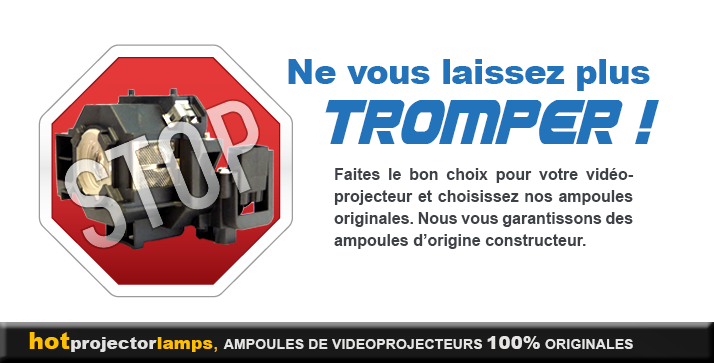 STOP
Ne vous laissez plus
TROMPER !
Faites le bon choix pour votre vidéo-
projecteur et choisissez nos ampoules
originales. Nous vous garantissons des
ampoules d'origine constructeur.
hotprojectorlamps, AMPOULES DE VIDEOPROJECTEURS 100% ORIGINALES